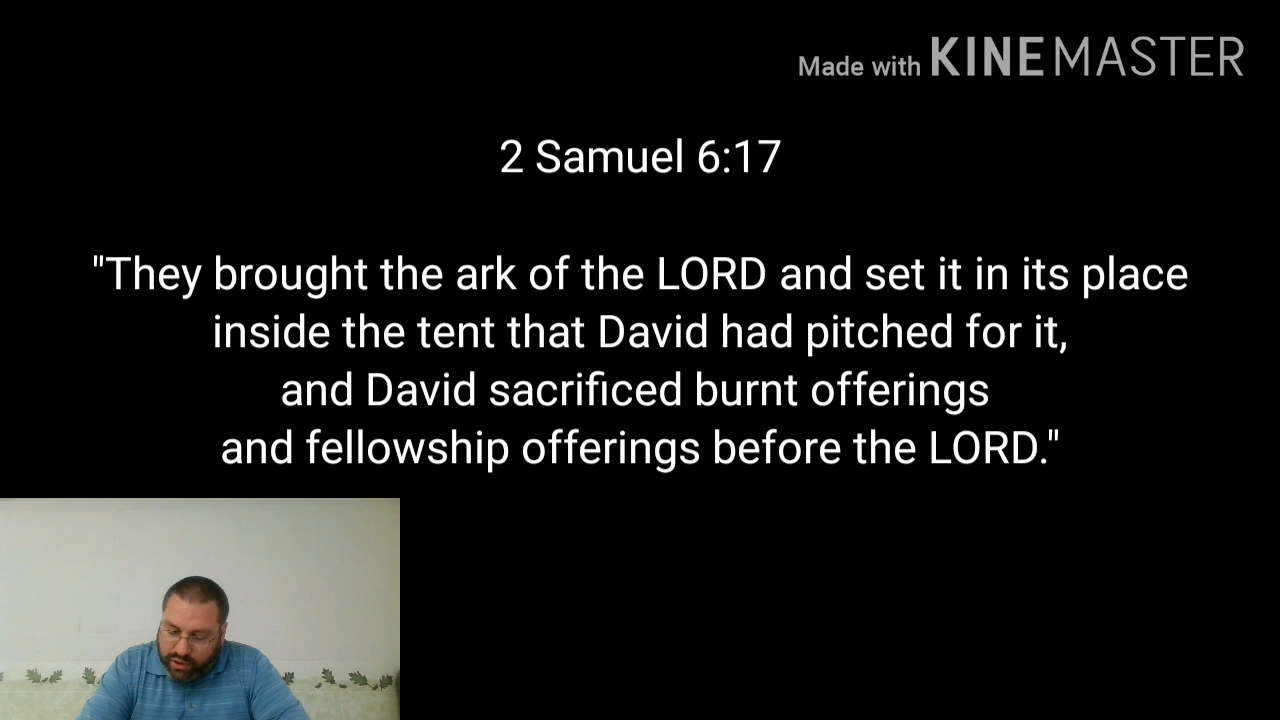 Made with KINEMASTER
2 Samuel 6:17
"They brought the ark of the LORD and set it in its place
inside the tent that David had pitched for it,
and David sacrificed burnt offerings
and fellowship offerings before the LORD."